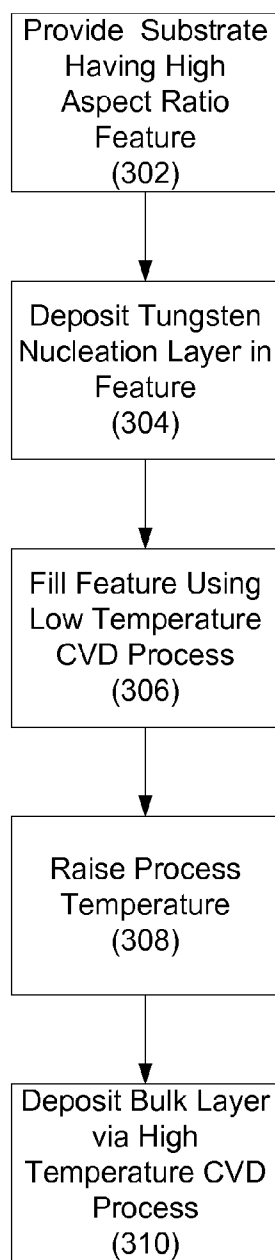 Provide Substrate
Having High
Aspect Ratio
Feature
(302)
Deposit Tungsten
Nucleation Layer in
Feature
(304)
Fill Feature Using
Low Temperature
CVD Process
(306)
Raise Process
Temperature
(308)
Deposit Bulk Layer
via High
Temperature CVD
Process
(310)